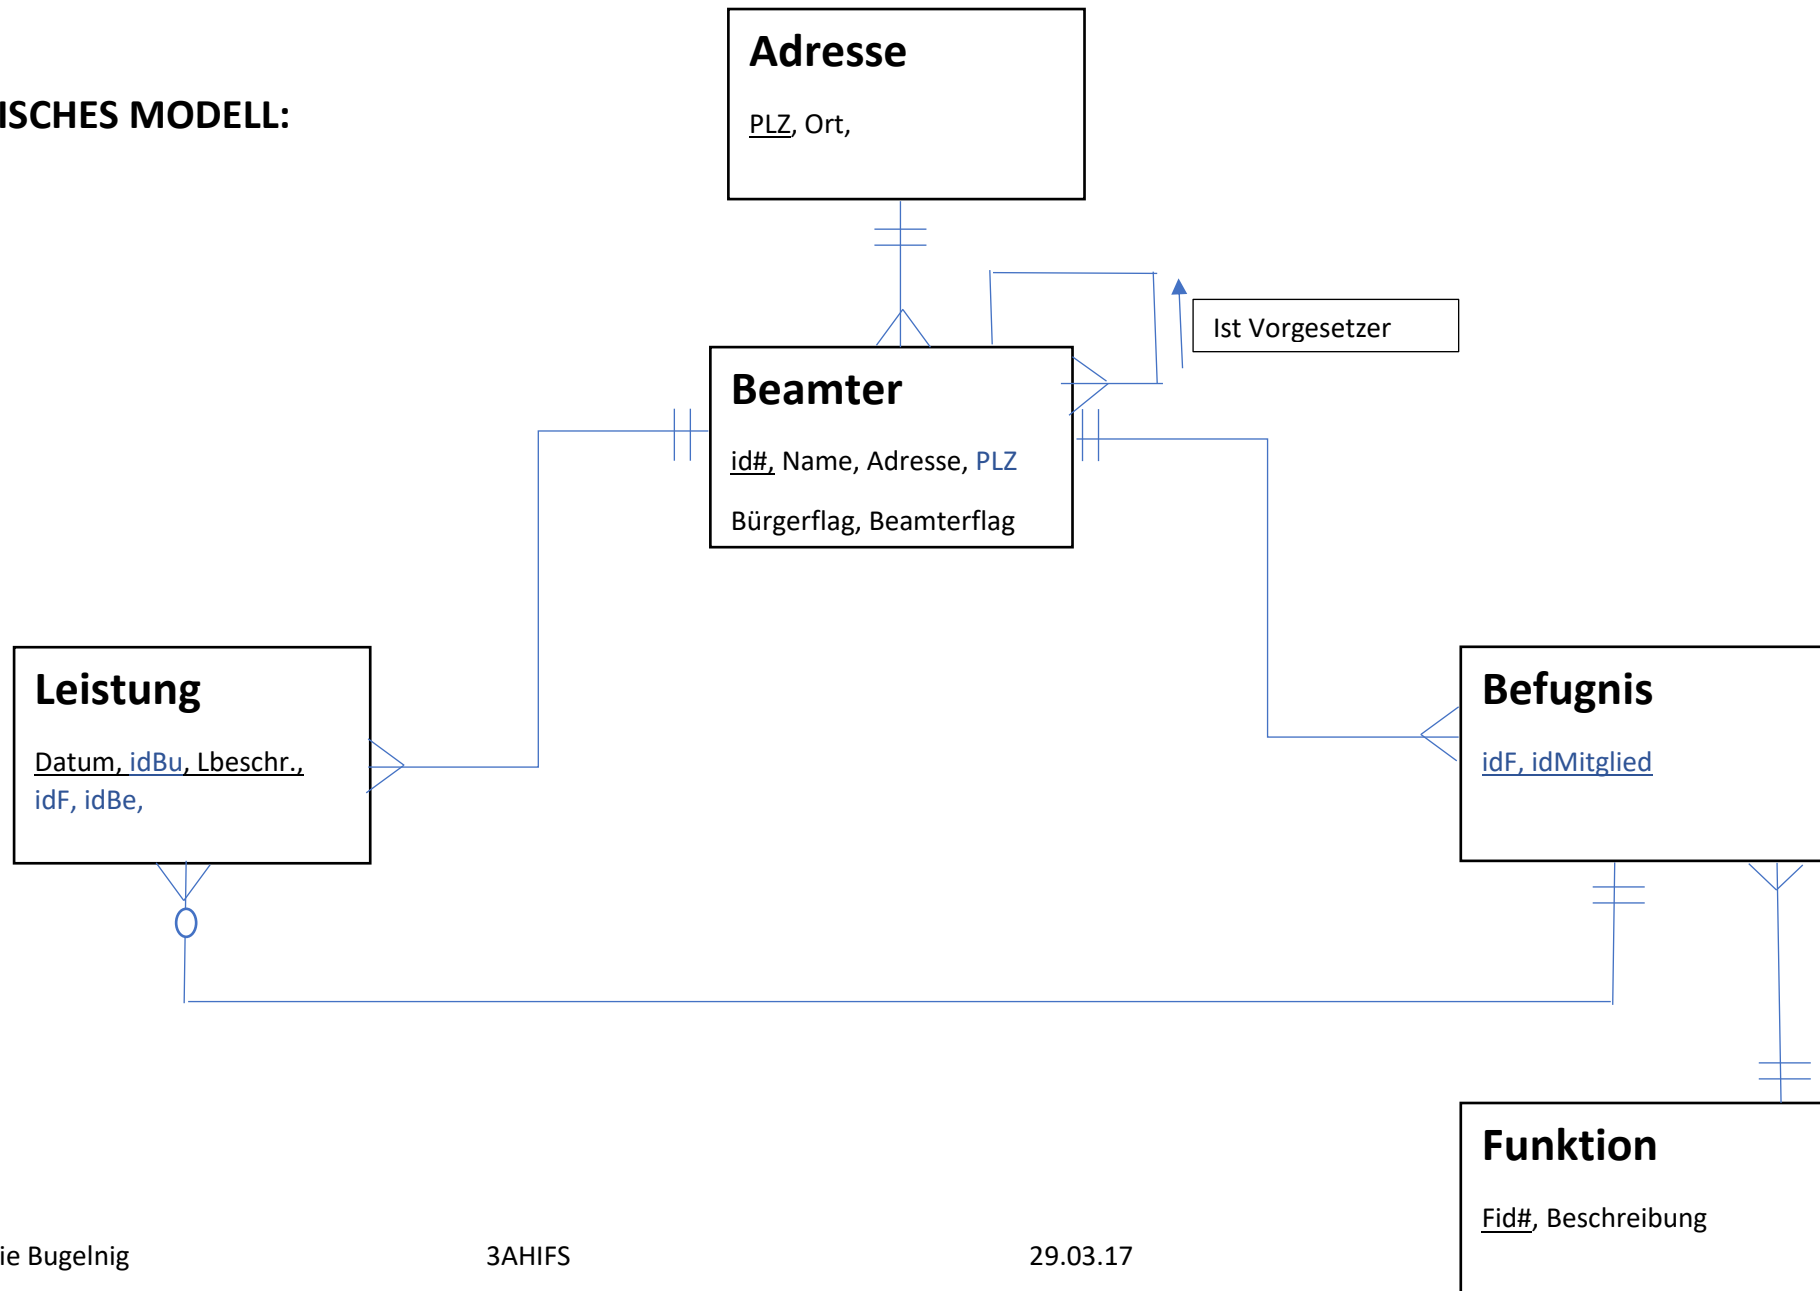 ISCHES MODELL:
Adresse
PLZ, Ort,
Ist Vorgesetzer
Beamter
id#, Name, Adresse, PLZ
Bürgerflag, Beamterflag
Leistung
Datum, idBu, Lbeschr.,
idF, idBe,
Befugnis
idF, idMitglied
Funktion
Fid#, Beschreibung
ie Bugelnig 3AHIFS 29.03.17